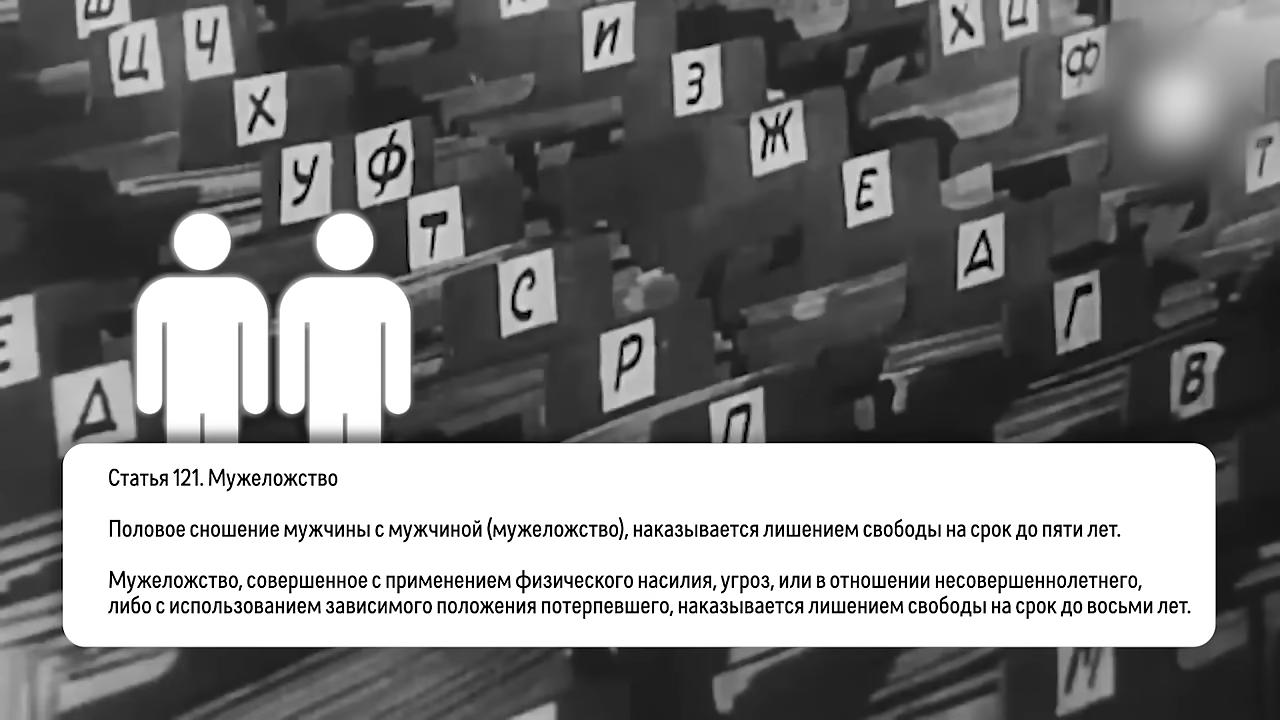 Ш
Ц Ч
Х
У Ф
Т
С
Р
П
И
З
Ж
Е
Д
Г
В
Х Ц
Ф
Т
Е
Д
М
Статья 121. Мужеложство
Половое сношение мужчины с мужчиной (мужеложство), наказывается лишением свободы на срок до пяти лет.
Мужеложство, совершенное с применением физического насилия, угроз, или в отношении несовершеннолетнего,
либо с использованием зависимого положения потерпевшего, наказывается лишением свободы на срок до восьми лет.